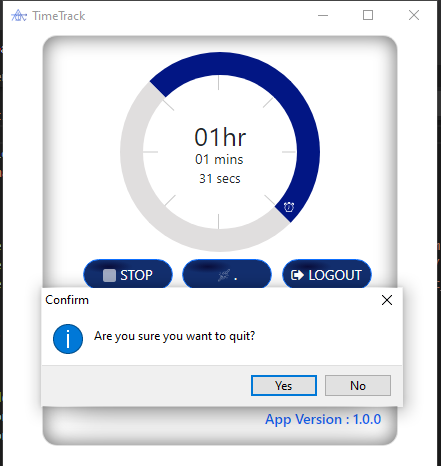 TimeTrack
01hr
01 mins
31 secs
STOP
.
LOGOUT
Confirm
Are you sure you want to quit?
Yes
No
App Version : 1.0.0